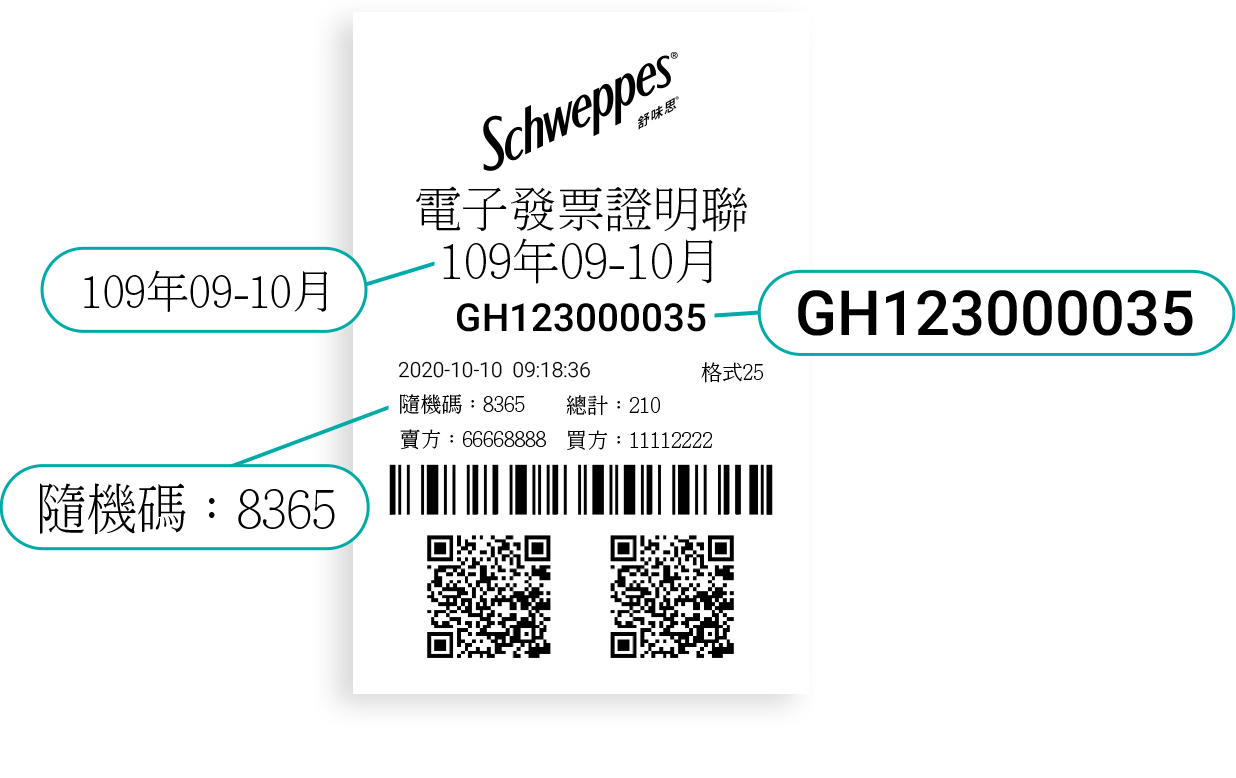 Schweppes®
舒味思®
電子發票證明聯
109年09-10月
109年09-10月
GH123000035
GH123000035
2020-10-10 09:18:36 格式25
隨機碼：8365 總計：210
賣方：66668888 買方：11112222
隨機碼：8365